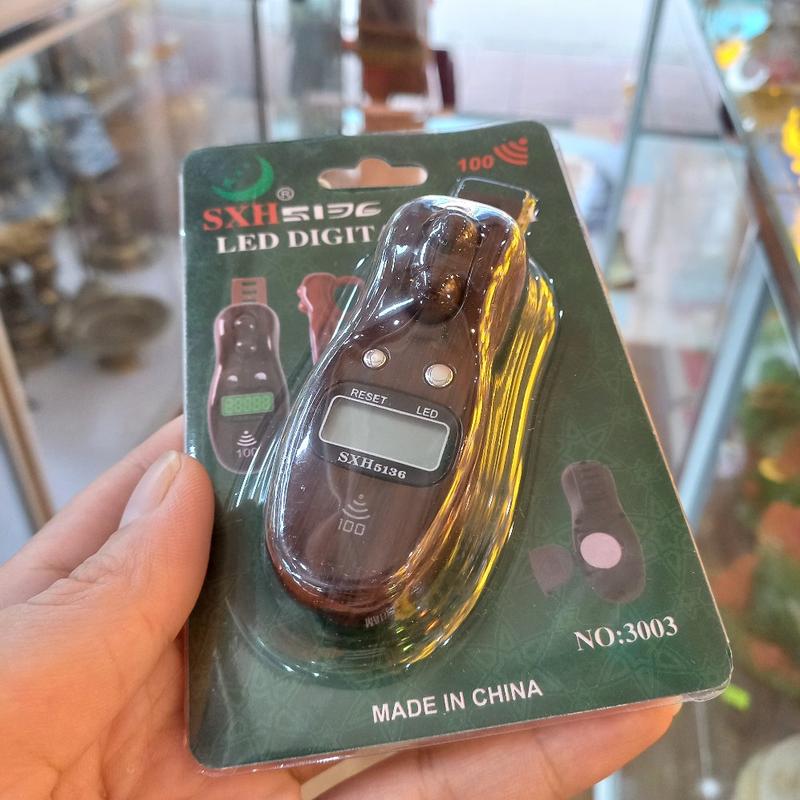 100
SXH5136 ®
LED DIGIT
RESET LED
SXH5136
100
100
NO:3003
MADE IN CHINA